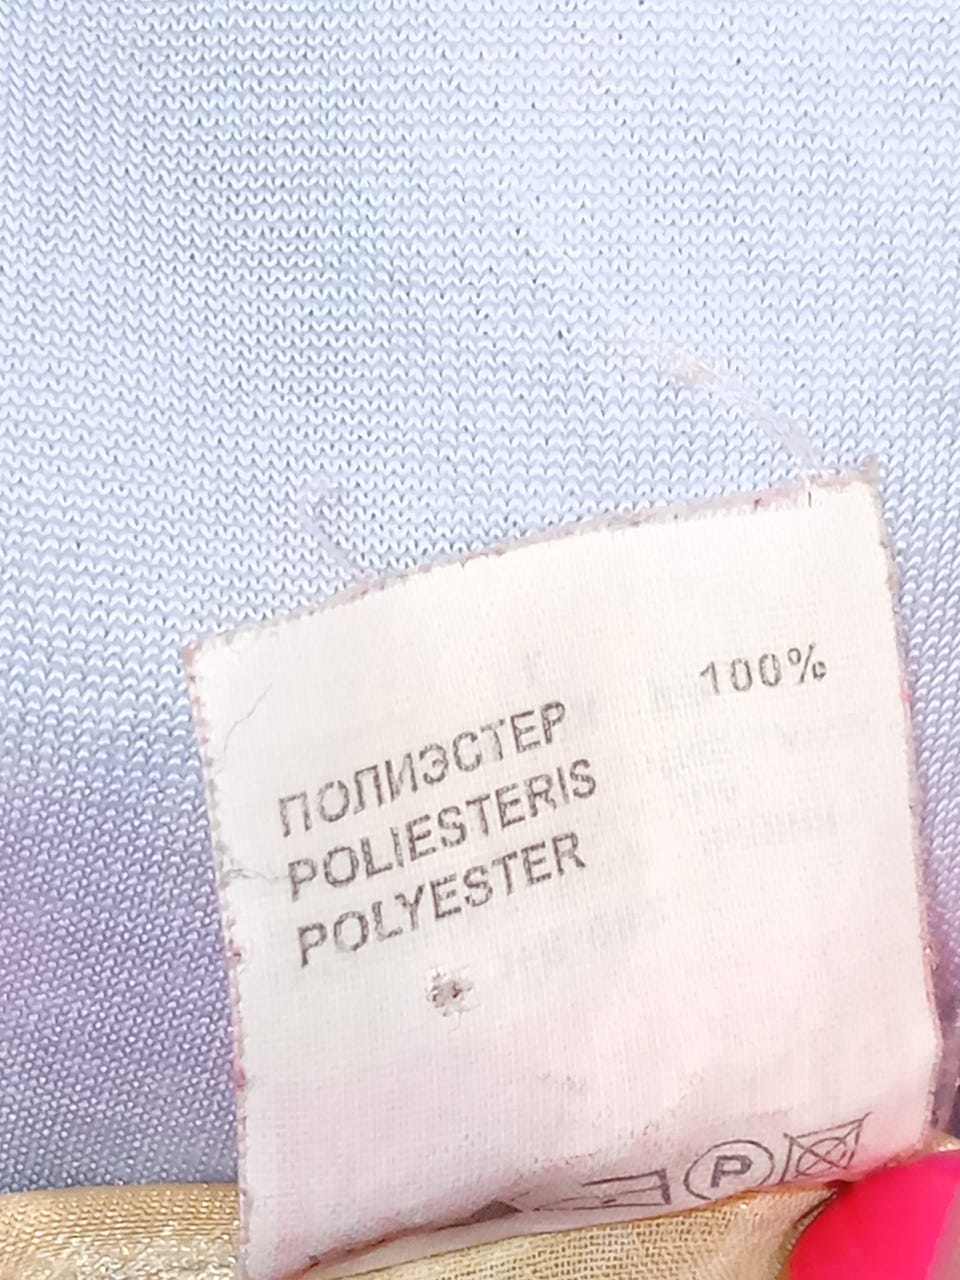 100%
ПОЛИЭСТЕР
POLIESTERIS
POLYESTER
P